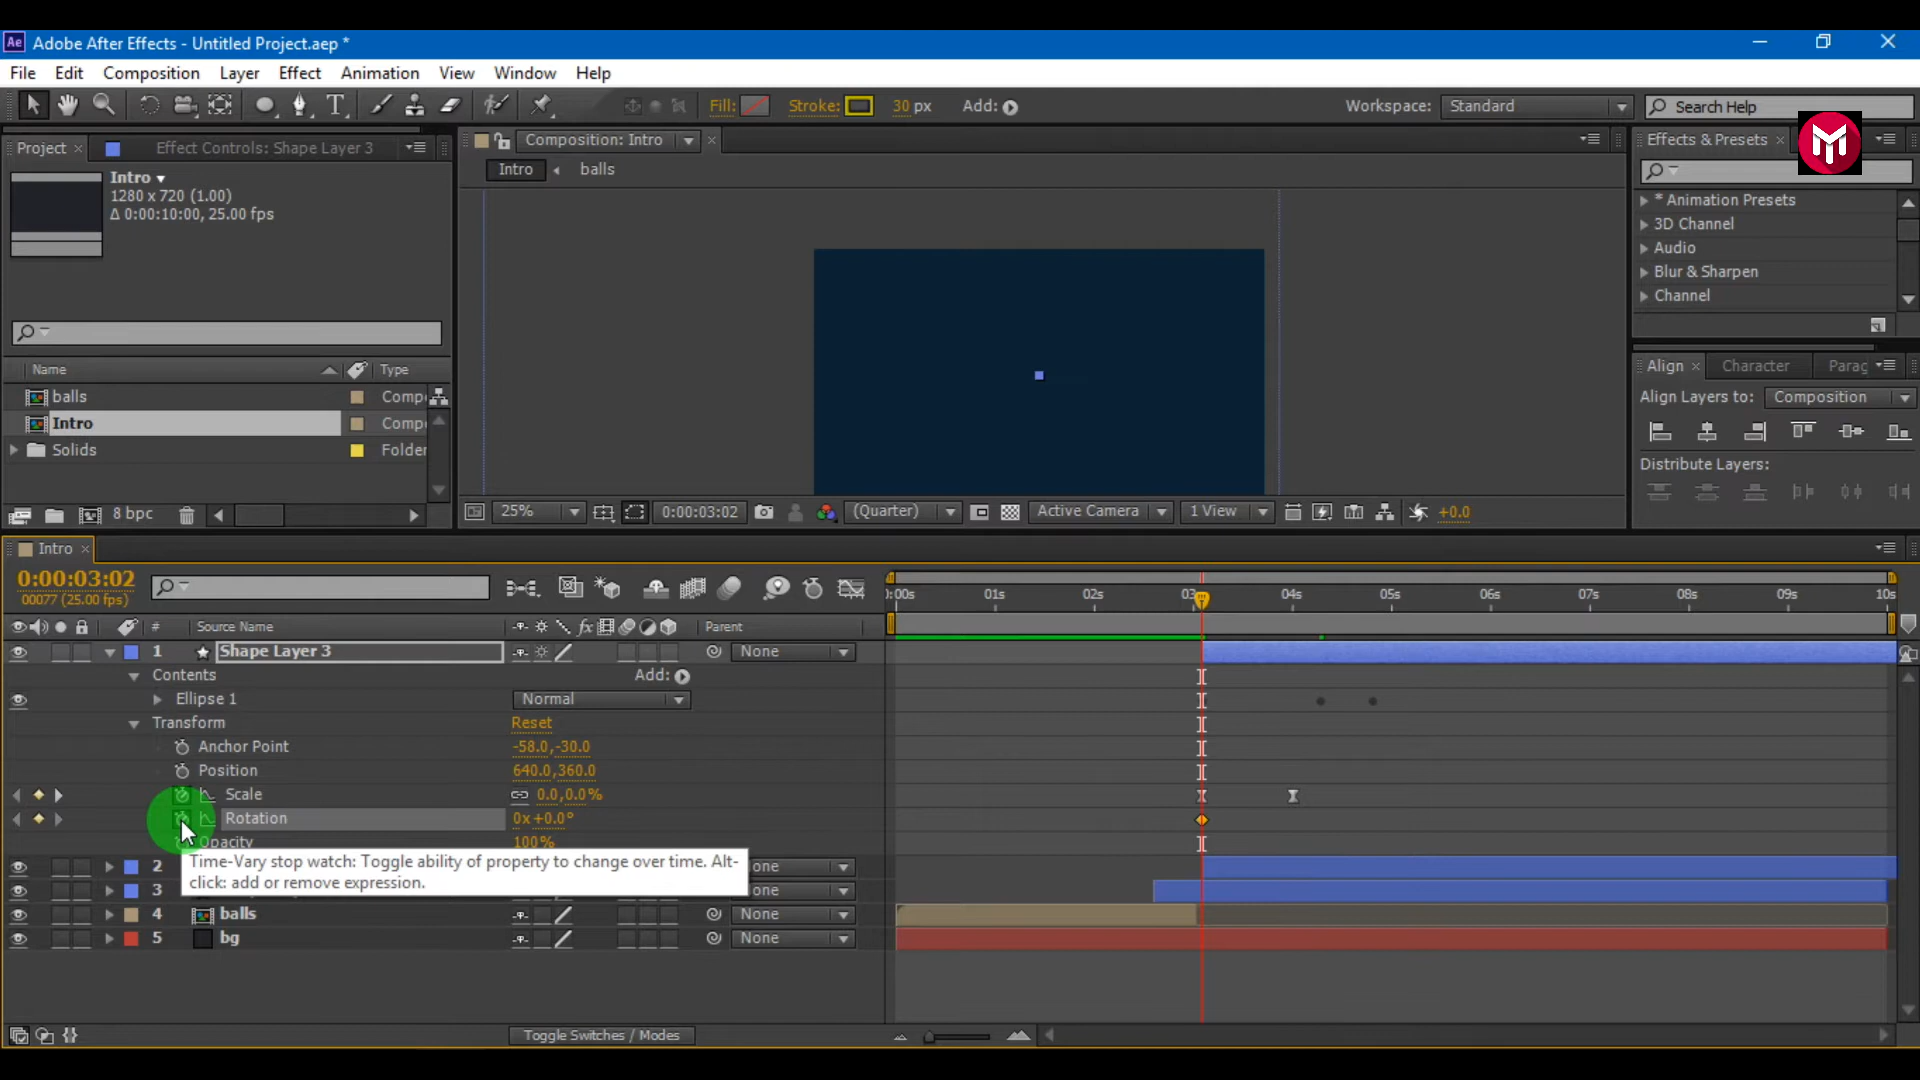 Ae Adobe After Effects - Untitled Project.aep *
File Edit Composition Layer Effect Animation View Window Help
Fill: Stroke: 30 px Add: Workspace: Standard Search Help
Project Effect Controls: Shape Layer 3 Composition: Intro Effects & Presets
Intro balls
Intro
1280 x 720 (1.00)
Δ 0:00:10:00, 25.00 fps
* Animation Presets
3D Channel
Audio
Blur & Sharpen
Channel
Name Type
balls Comp
Intro Comp
Solids Folder
Align Character Parag
Align Layers to: Composition
Distribute Layers:
8 bpc 25% 0:00:03:02 (Quarter) Active Camera 1 View +0.0
Intro
0:00:03:02
00077 (25.00 fps)
:00s 01s 02s 03 04s 05s 06s 07s 08s 09s 10s
# Source Name fx Parent
1 Shape Layer 3 None
Contents Add:
Ellipse 1 Normal
Transform Reset
Anchor Point -58.0,-30.0
Position 640.0,360.0
Scale 0.0,0.0%
Rotation 0x+0.0°
Opacity 100%
Time-Vary stop watch: Toggle ability of property to change over time. Alt-
click: add or remove expression.
2 one
3 one
4 balls None
5 bg None
Toggle Switches / Modes